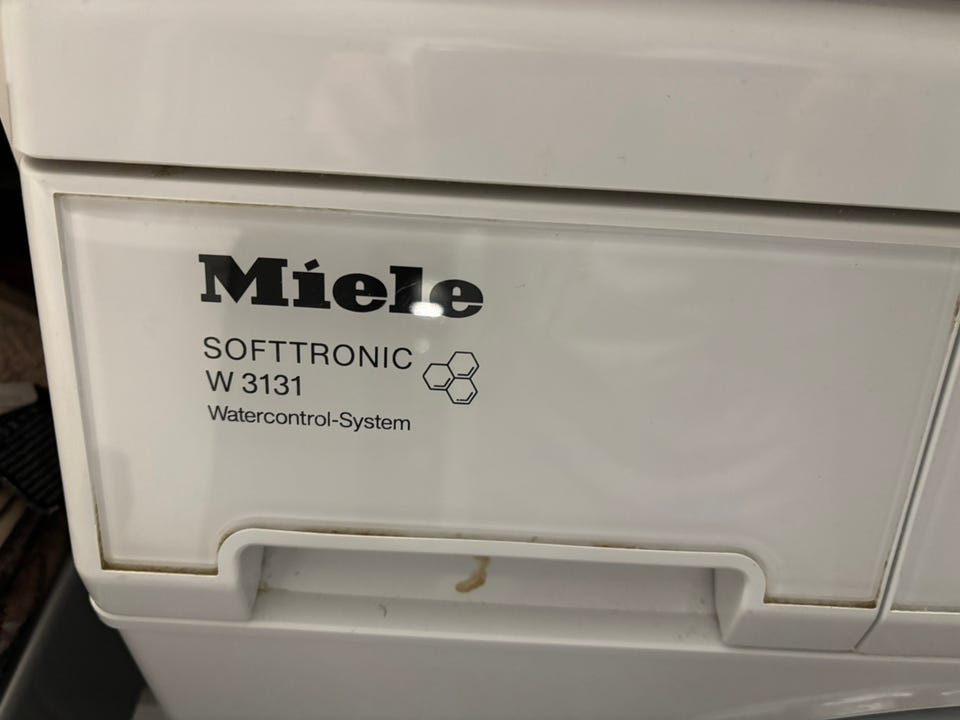 Miele
SOFTTRONIC
W 3131
Watercontrol-System